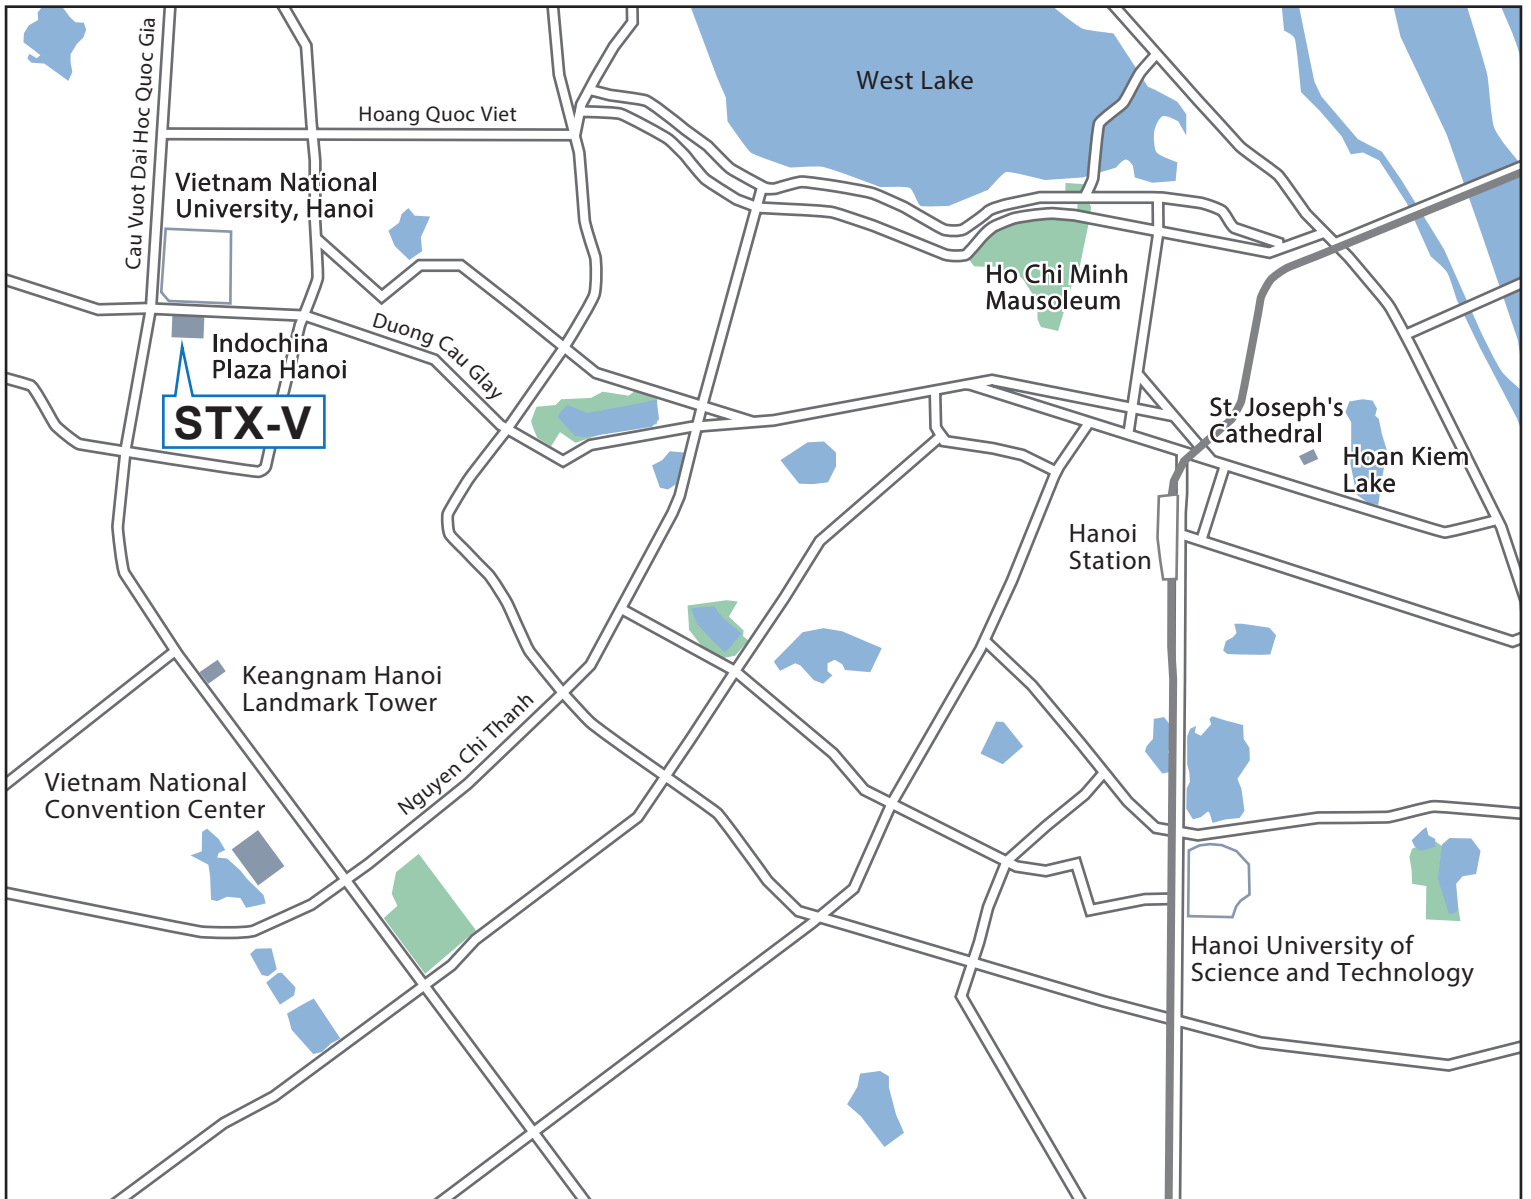 West Lake
Cau Vuot Dai Hoc Quoc Gia
Hoang Quoc Viet
Vietnam National
University, Hanoi
Ho Chi Minh
Mausoleum
Indochina
Plaza Hanoi
Duong Cau Glay
STX-V
St. Joseph's
Cathedral
Hoan Kiem
Lake
Hanoi
Station
Keangnam Hanoi
Landmark Tower
Nguyen Chi Thanh
Vietnam National
Convention Center
Hanoi University of
Science and Technology